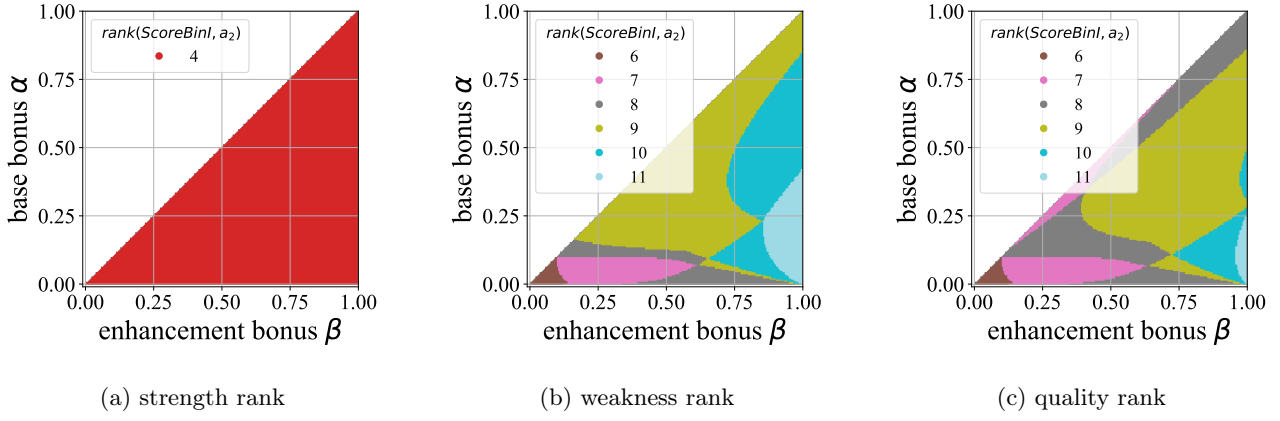 rank(ScoreBinI, a₂)
4
1.00
0.75
0.50
0.25
0.00
base bonus α
0.00 0.25 0.50 0.75 1.00
enhancement bonus β
(a) strength rank
rank(ScoreBinI, a₂)
6
7
8
9
10
11
1.00
0.75
0.50
0.25
0.00
base bonus α
0.00 0.25 0.50 0.75 1.00
enhancement bonus β
(b) weakness rank
rank(ScoreBinI, a₂)
6
7
8
9
10
11
1.00
0.75
0.50
0.25
0.00
base bonus α
0.00 0.25 0.50 0.75 1.00
enhancement bonus β
(c) quality rank